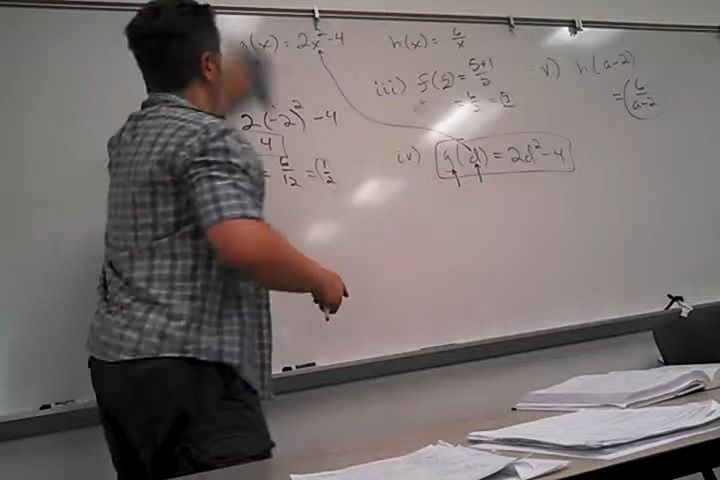 (x) = 2x²-4
h(x) = 6/x
iii) f(5) = 5+1/2
= 6/2 = 3
v) h(a-2)
= 6/a-2
2(-2)² - 4
4
= 6/12 = 1/2
iv) g(d) = 2d²-4